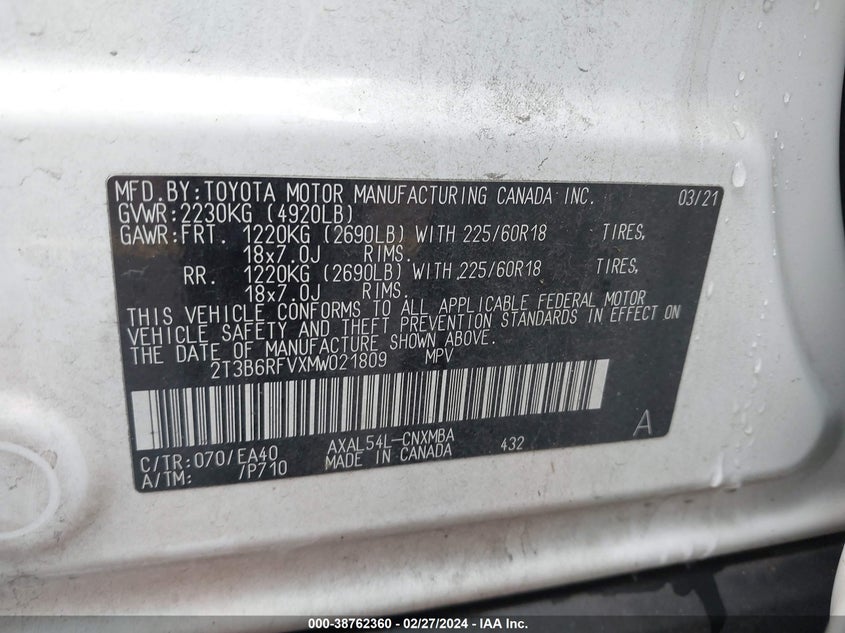 MFD.BY:TOYOTA MOTOR MANUFACTURING CANADA INC. 03/21
GVWR:2230KG (4920LB)
GAWR:FRT. 1220KG (2690LB) WITH 225/60R18 TIRES,
18x7.0J RIMS.
RR. 1220KG (2690LB) WITH 225/60R18 TIRES,
18x7.0J RIMS.
THIS VEHICLE CONFORMS TO ALL APPLICABLE FEDERAL MOTOR
VEHICLE SAFETY AND THEFT PREVENTION STANDARDS IN EFFECT ON
THE DATE OF MANUFACTURE SHOWN ABOVE.
2T3B6RFVXMW021809 MPV
C/TR:070/EA40 AXAL54L-CNXMBA 432 A
A/TM: /P710 MADE IN CANADA
000-38762360 - 02/27/2024 - IAA Inc.